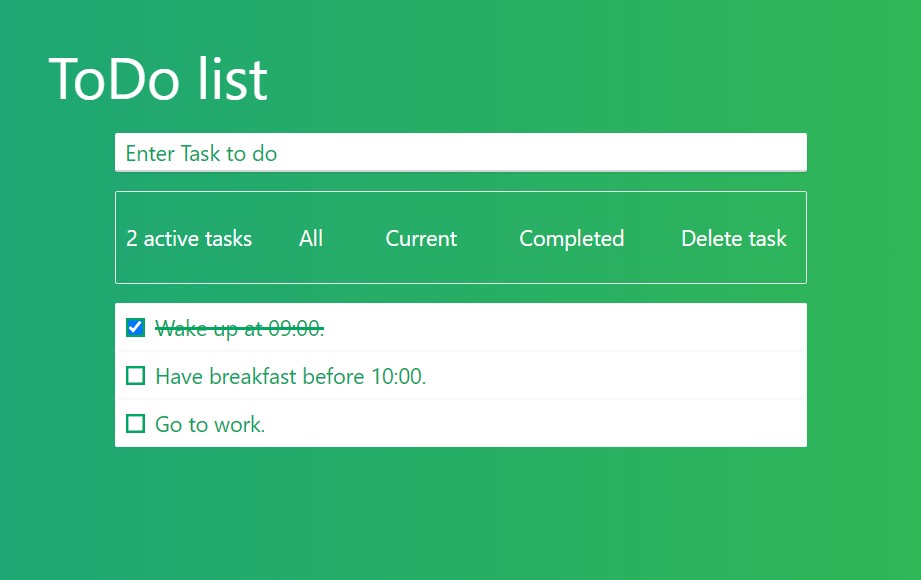 ToDo list
Enter Task to do
2 active tasks All Current Completed Delete task
Wake up at 09:00.
Have breakfast before 10:00.
Go to work.